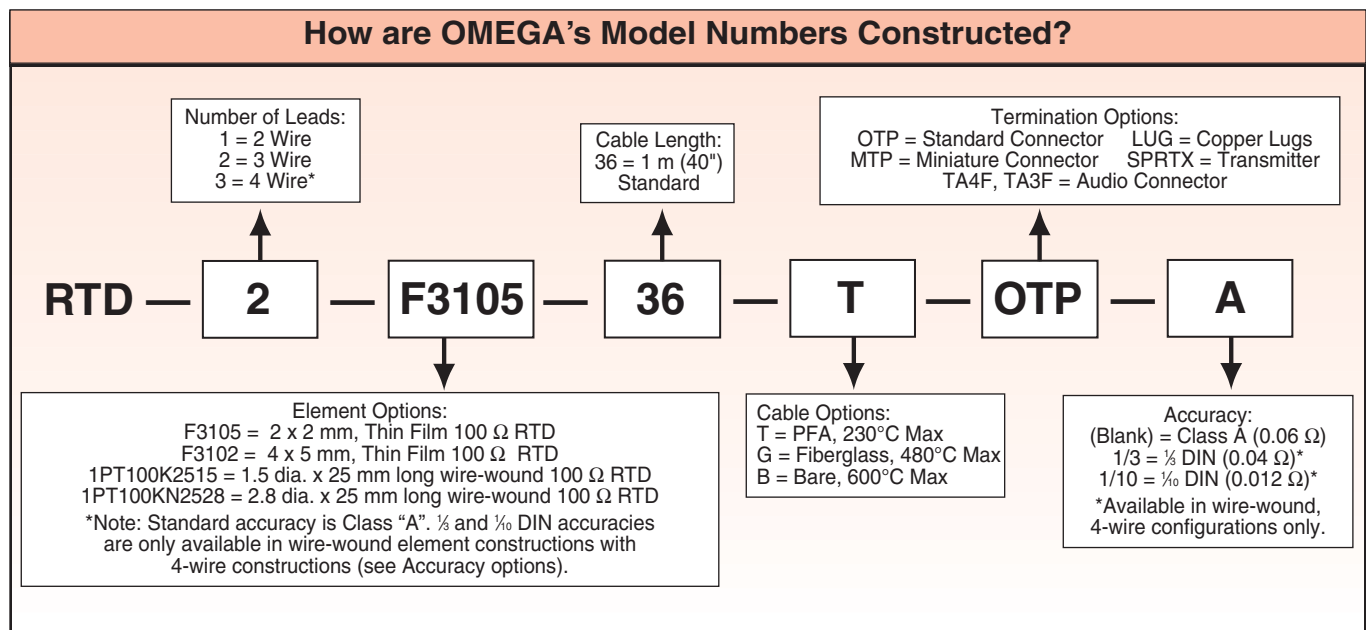 How are OMEGA’s Model Numbers Constructed?
Number of Leads:
1 = 2 Wire
2 = 3 Wire
3 = 4 Wire*
Cable Length:
36 = 1 m (40")
Standard
Termination Options:
OTP = Standard Connector LUG = Copper Lugs
MTP = Miniature Connector SPRTX = Transmitter
TA4F, TA3F = Audio Connector
RTD — 2 — F3105 — 36 — T — OTP — A
Element Options:
F3105 = 2 x 2 mm, Thin Film 100 Ω RTD
F3102 = 4 x 5 mm, Thin Film 100 Ω RTD
1PT100K2515 = 1.5 dia. x 25 mm long wire-wound 100 Ω RTD
1PT100KN2528 = 2.8 dia. x 25 mm long wire-wound 100 Ω RTD
*Note: Standard accuracy is Class “A”. ⅓ and ⅒ DIN accuracies
are only available in wire-wound element constructions with
4-wire constructions (see Accuracy options).
Cable Options:
T = PFA, 230°C Max
G = Fiberglass, 480°C Max
B = Bare, 600°C Max
Accuracy:
(Blank) = Class A (0.06 Ω)
1/3 = ⅓ DIN (0.04 Ω)*
1/10 = ⅒ DIN (0.012 Ω)*
*Available in wire-wound,
4-wire configurations only.